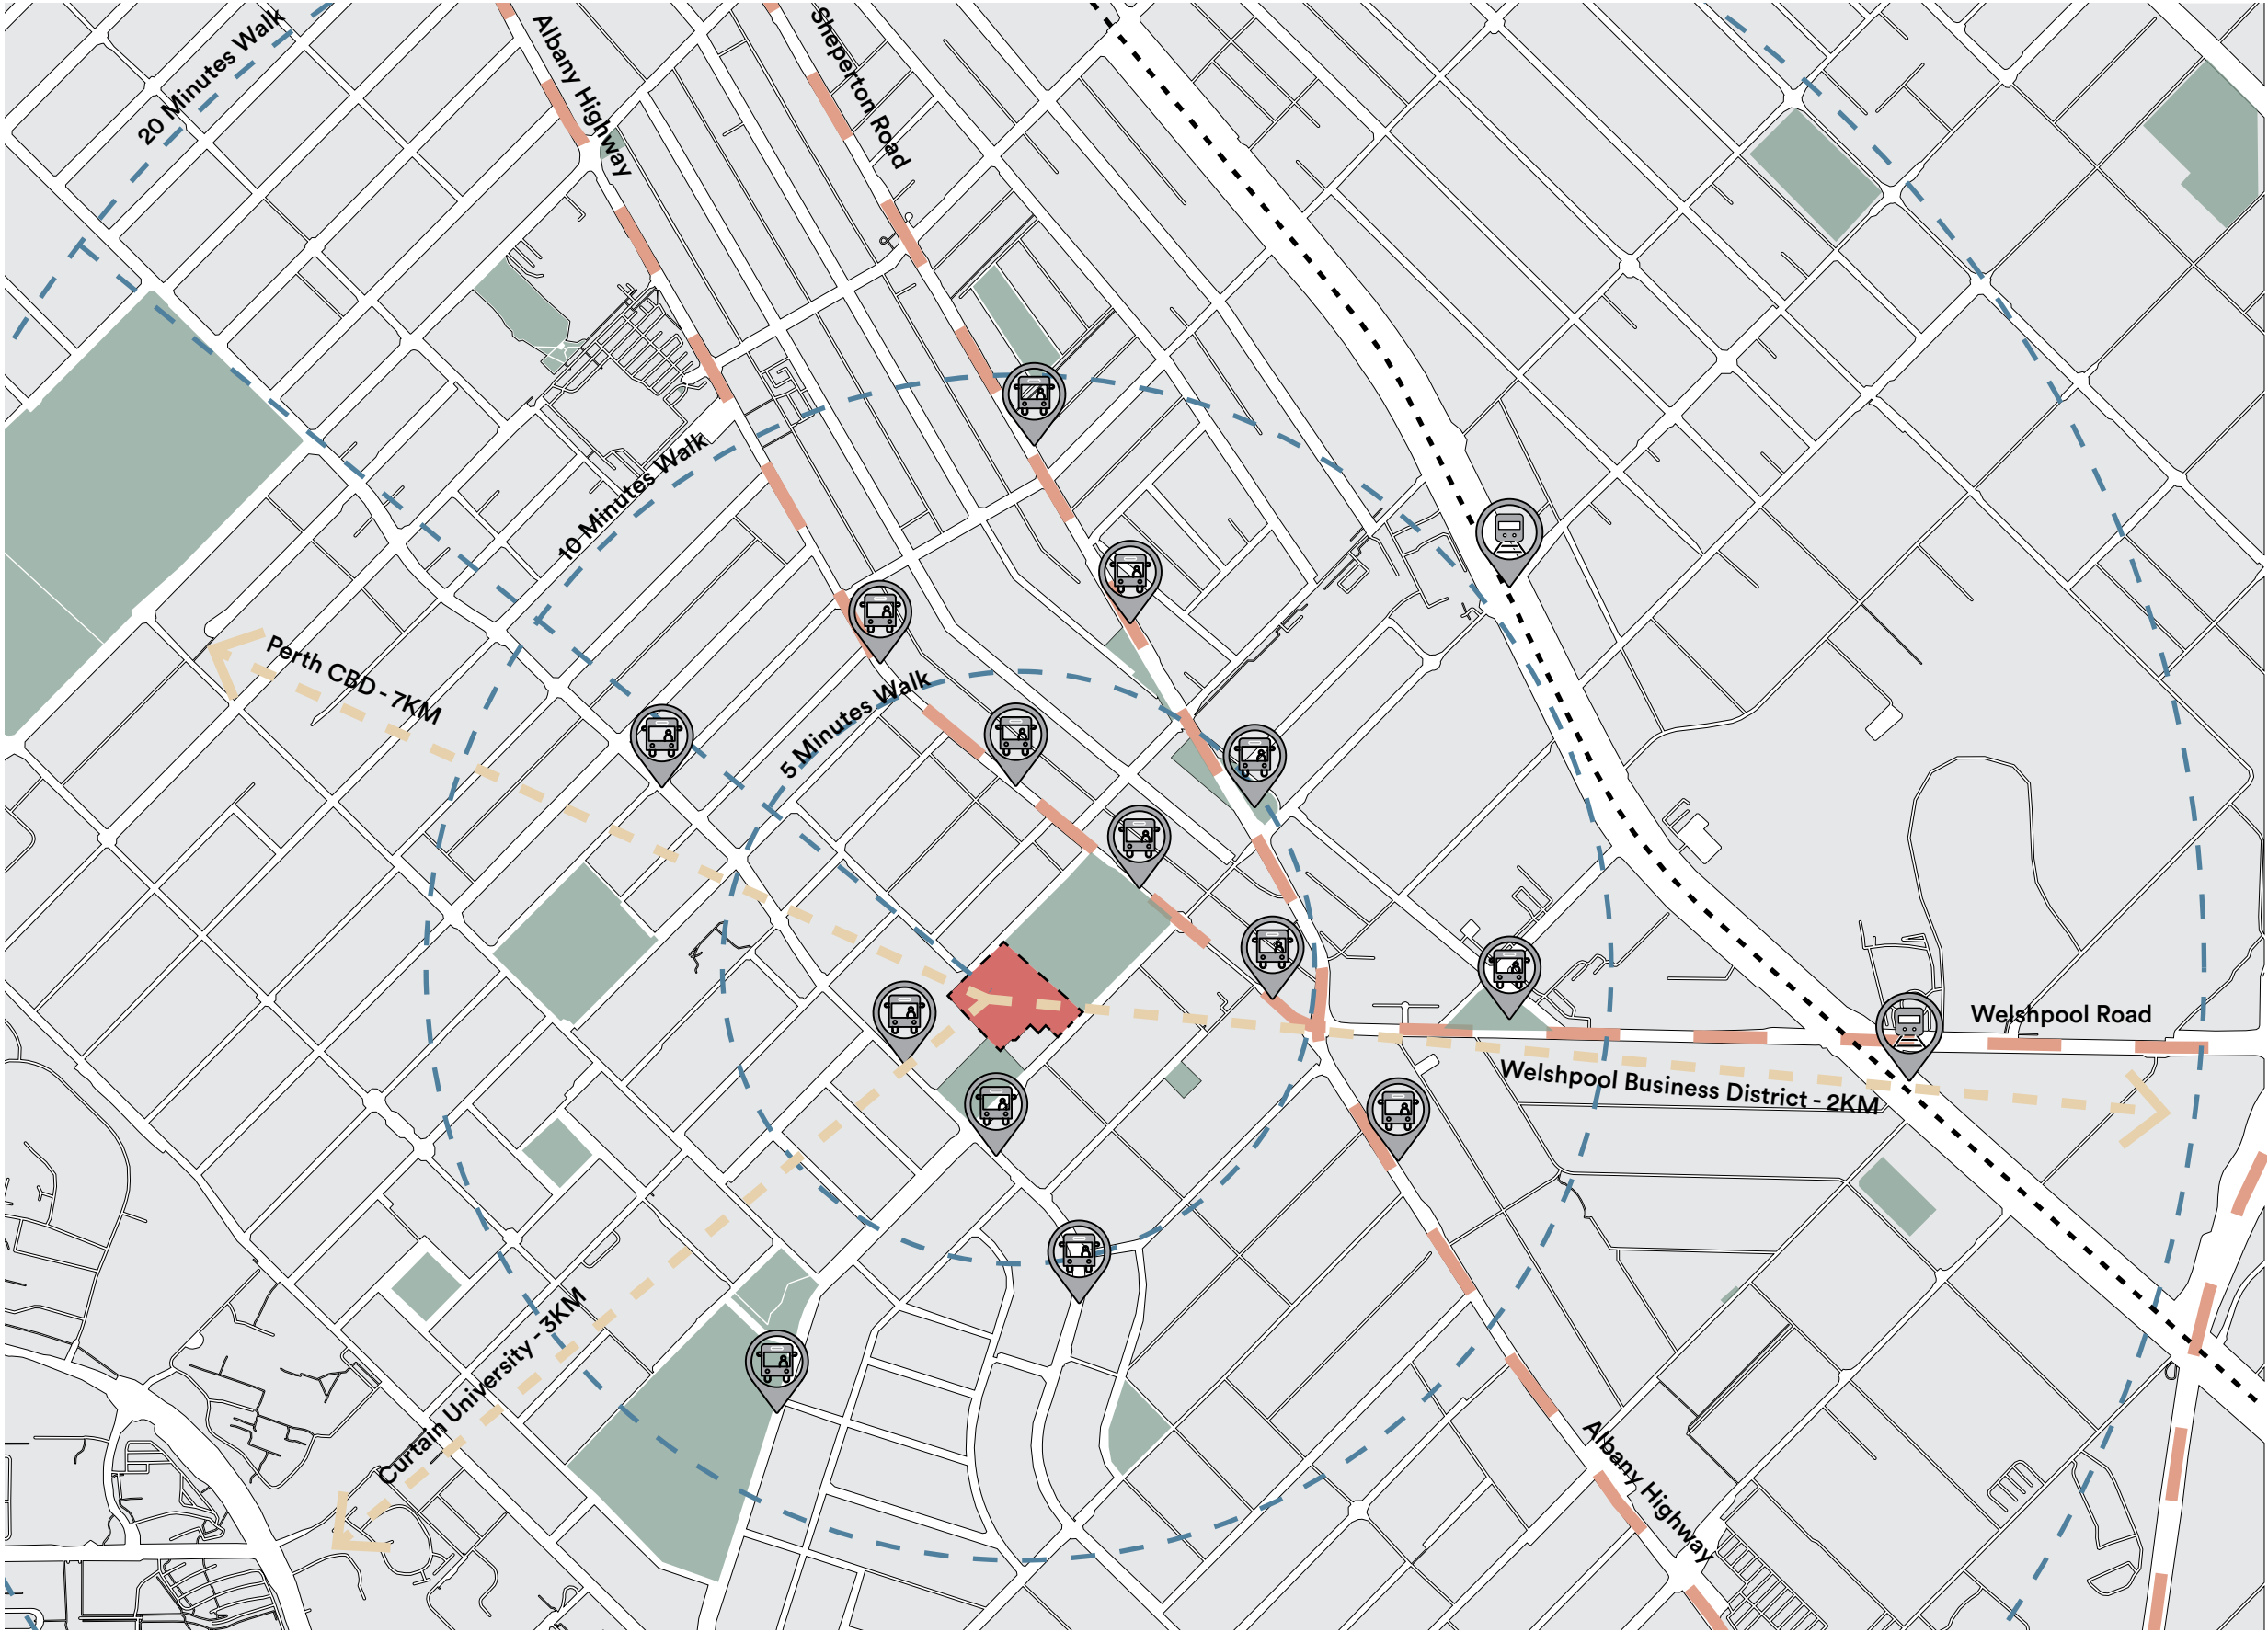 20 Minutes Walk
Albany Highway
Sheperton Road
10 Minutes Walk
Perth CBD - 7KM
5 Minutes Walk
Welshpool Road
Welshpool Business District - 2KM
Curtain University - 3KM
Albany Highway